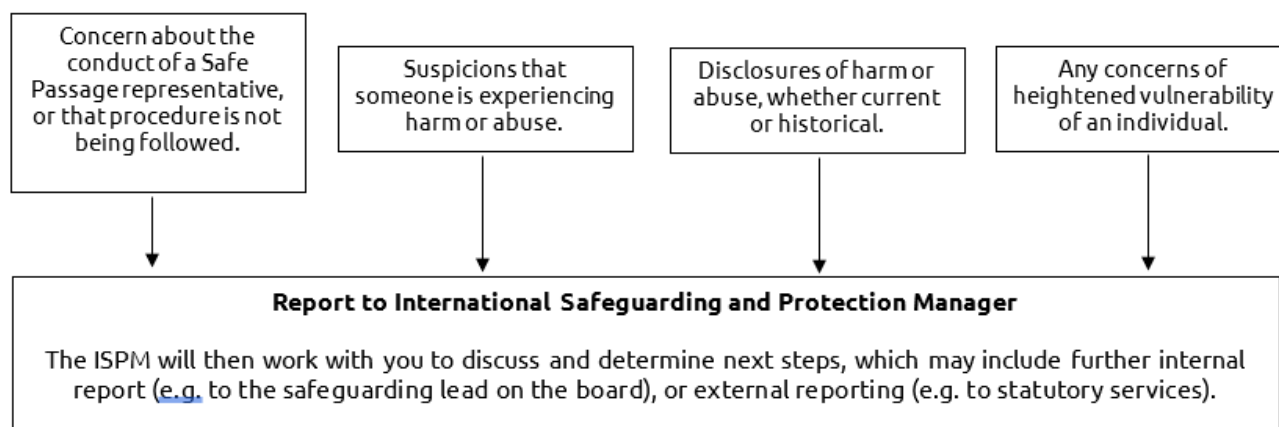 Concern about the
conduct of a Safe
Passage representative,
or that procedure is not
being followed.
Suspicions that
someone is experiencing
harm or abuse.
Disclosures of harm or
abuse, whether current
or historical.
Any concerns of
heightened vulnerability
of an individual.
Report to International Safeguarding and Protection Manager
The ISPM will then work with you to discuss and determine next steps, which may include further internal
report (e.g. to the safeguarding lead on the board), or external reporting (e.g. to statutory services).